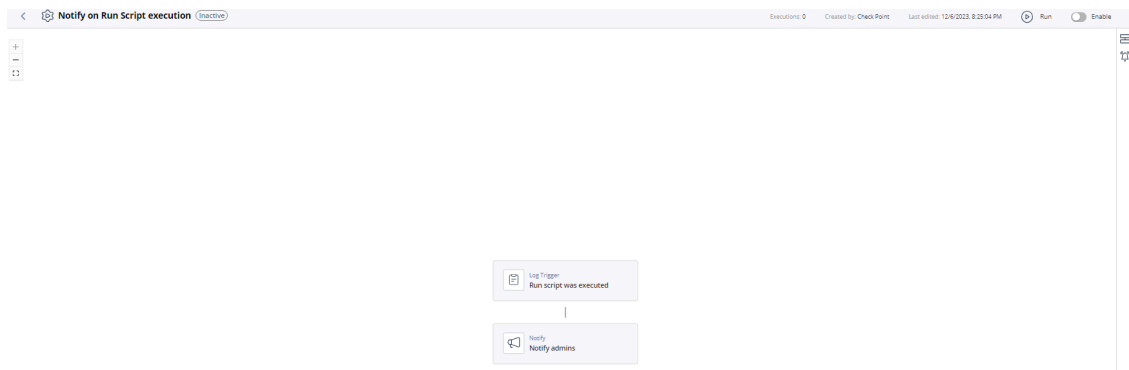 Notify on Run Script execution Inactive
Executions: 0 Created by: Check Point Last edited: 12/6/2023, 8:25:04 PM Run Enable
Log Trigger
Run script was executed
Notify
Notify admins